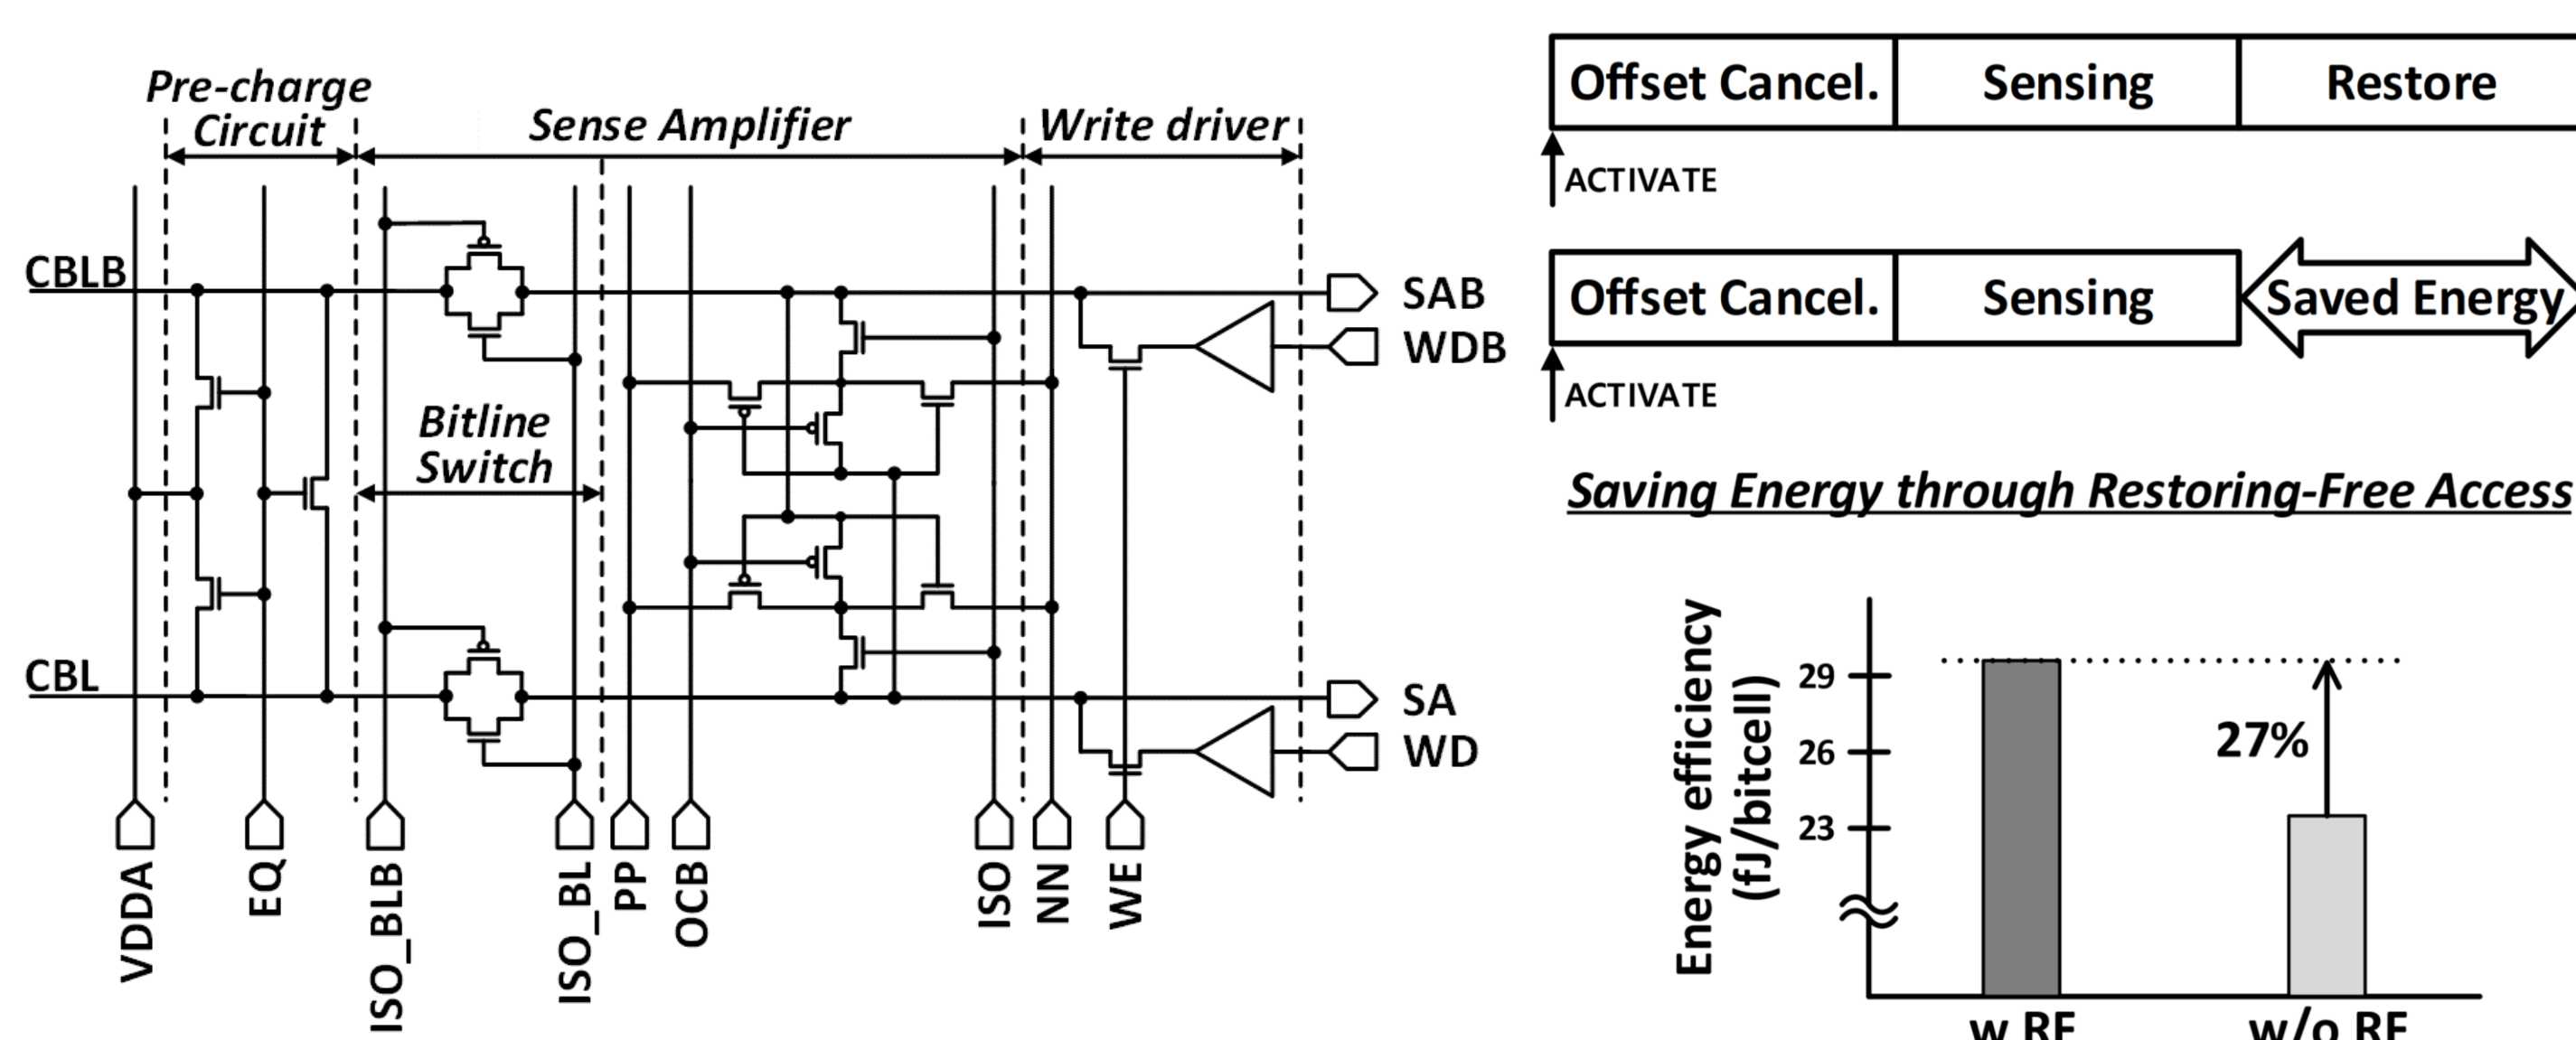 Pre-charge
Circuit
Sense Amplifier
Write driver
CBLB
Bitline
Switch
CBL
SAB
WDB
SA
WD
VDDA
EQ
ISO_BLB
ISO_BL
PP
OCB
ISO
NN
WE
Offset Cancel.
Sensing
Restore
ACTIVATE
Offset Cancel.
Sensing
Saved Energy
ACTIVATE
Saving Energy through Restoring-Free Access
Energy efficiency
(fJ/bitcell)
29
26
23
27%
w RF
w/o RF